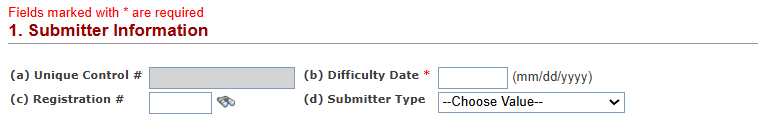 Fields marked with * are required
1. Submitter Information
(a) Unique Control # (b) Difficulty Date * (mm/dd/yyyy)
(c) Registration # (d) Submitter Type --Choose Value--